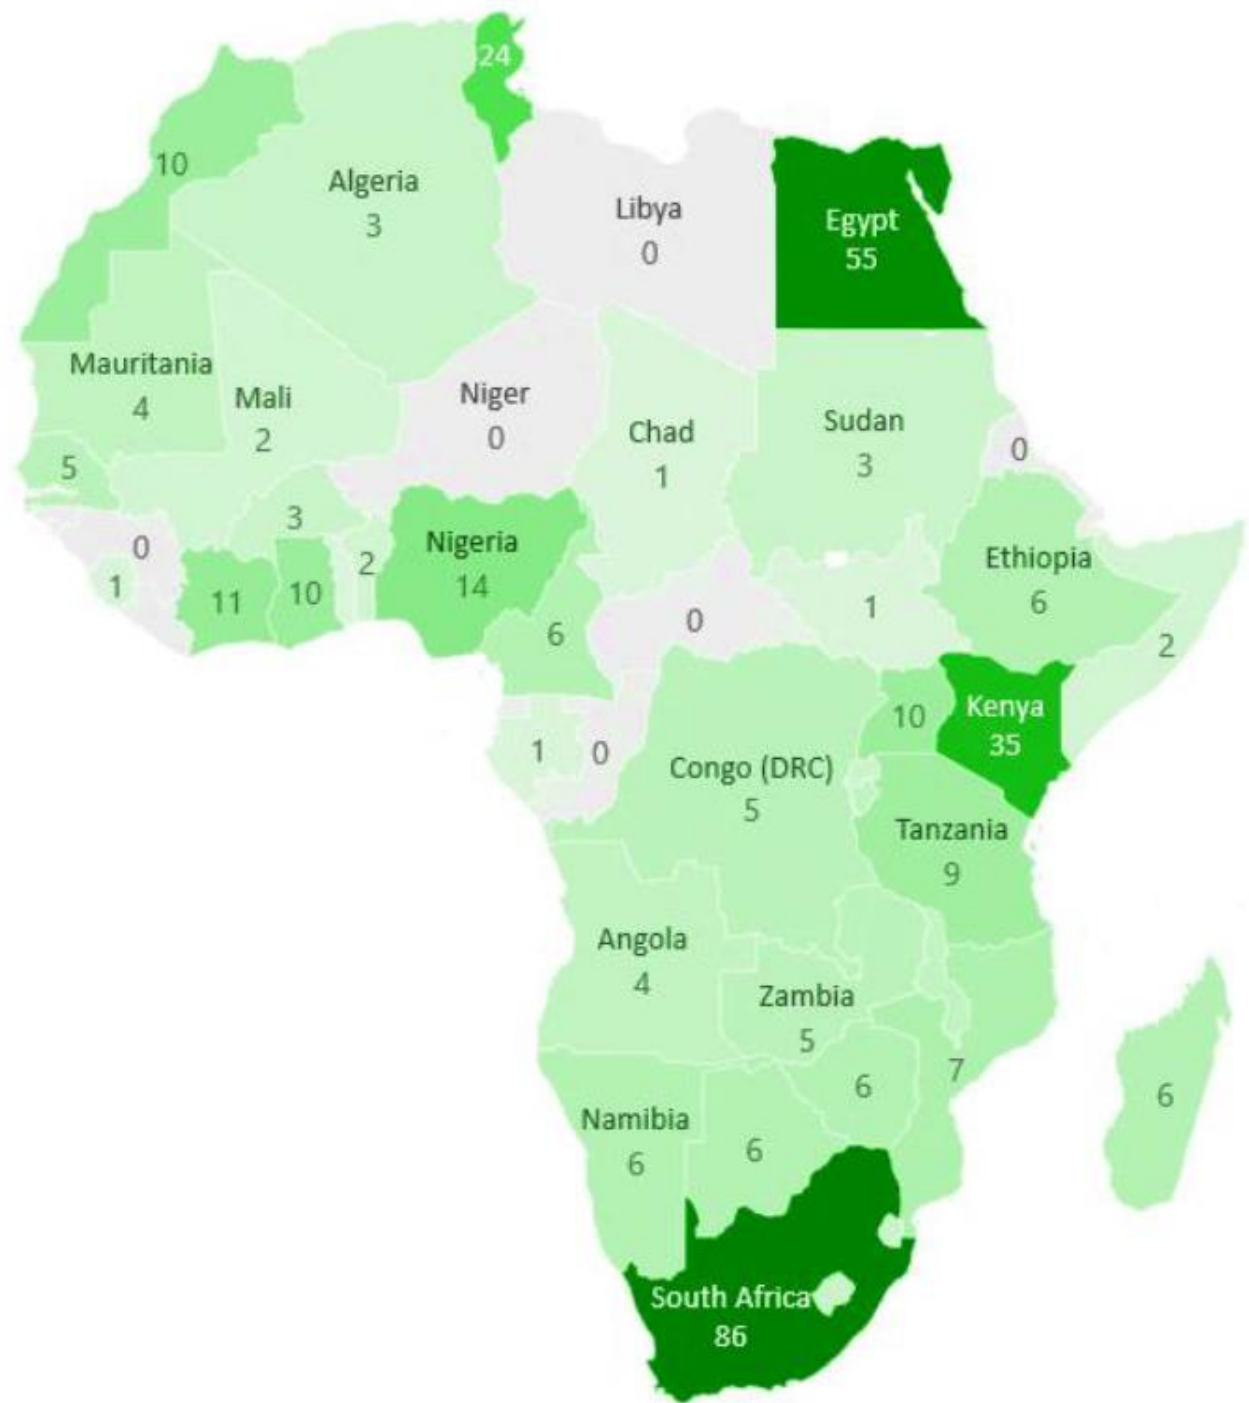 24
10
Algeria
3
Libya
0
Egypt
55
Mauritania
4
Mali
2
Niger
0
Chad
1
Sudan
3
0
5
3
Nigeria
14
0
1
11
10
2
6
0
1
Ethiopia
6
2
10
Kenya
35
1
0
Congo (DRC)
5
Tanzania
9
Angola
4
Zambia
5
7
6
6
Namibia
6
6
South Africa
86